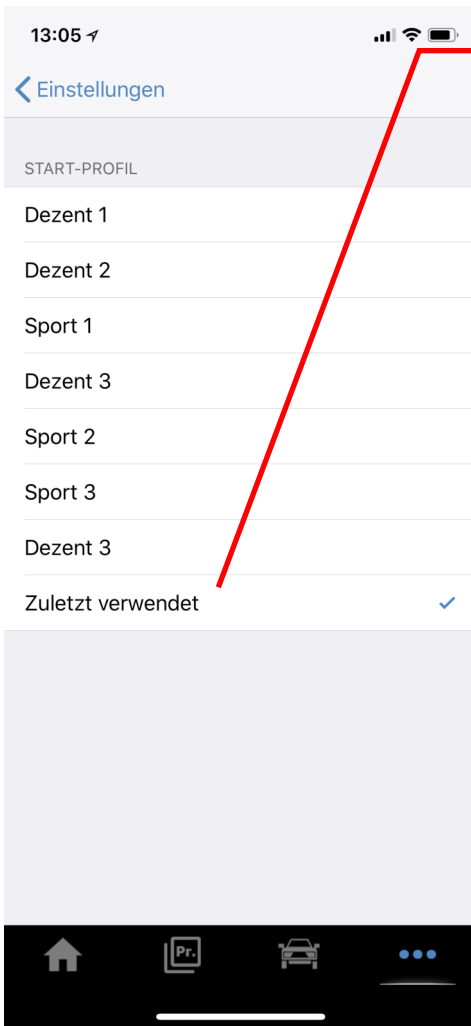 13:05
Einstellungen
START-PROFIL
Dezent 1
Dezent 2
Sport 1
Dezent 3
Sport 2
Sport 3
Dezent 3
Zuletzt verwendet
Pr.